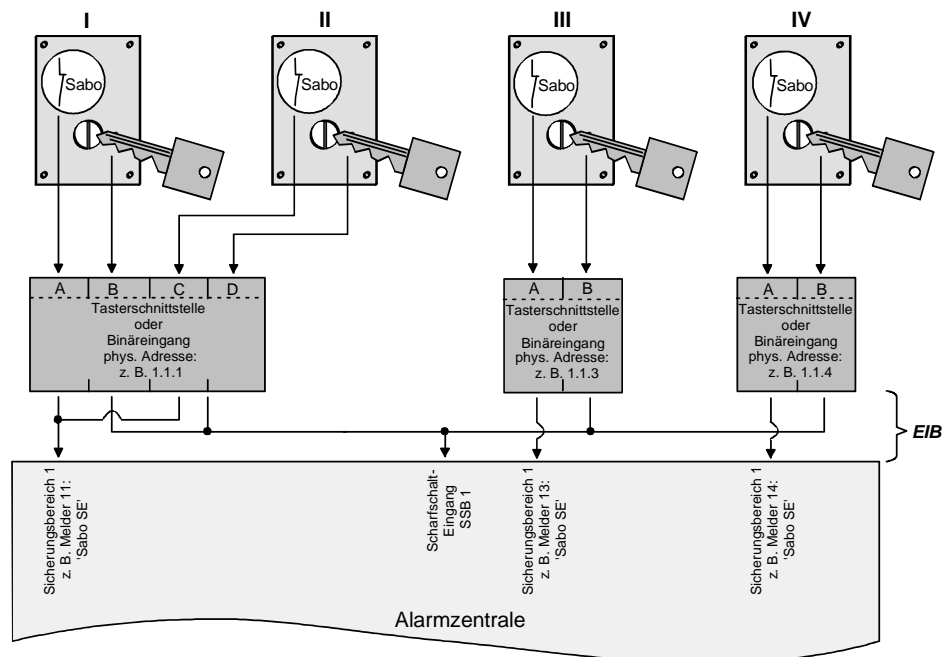 I
II
III
IV
Sabo
Sabo
Sabo
Sabo
A B C D
Tasterschnittstelle
oder
Binäreingang
phys. Adresse:
z. B. 1.1.1
A B
Tasterschnittstelle
oder
Binäreingang
phys. Adresse:
z. B. 1.1.3
A B
Tasterschnittstelle
oder
Binäreingang
phys. Adresse:
z. B. 1.1.4
EIB
Sicherungsbereich 1
z. B. Melder 11:
'Sabo SE'
Scharfschalt-
Eingang
SSB 1
Sicherungsbereich 1
z. B. Melder 13:
'Sabo SE'
Sicherungsbereich 1
z. B. Melder 14:
'Sabo SE'
Alarmzentrale